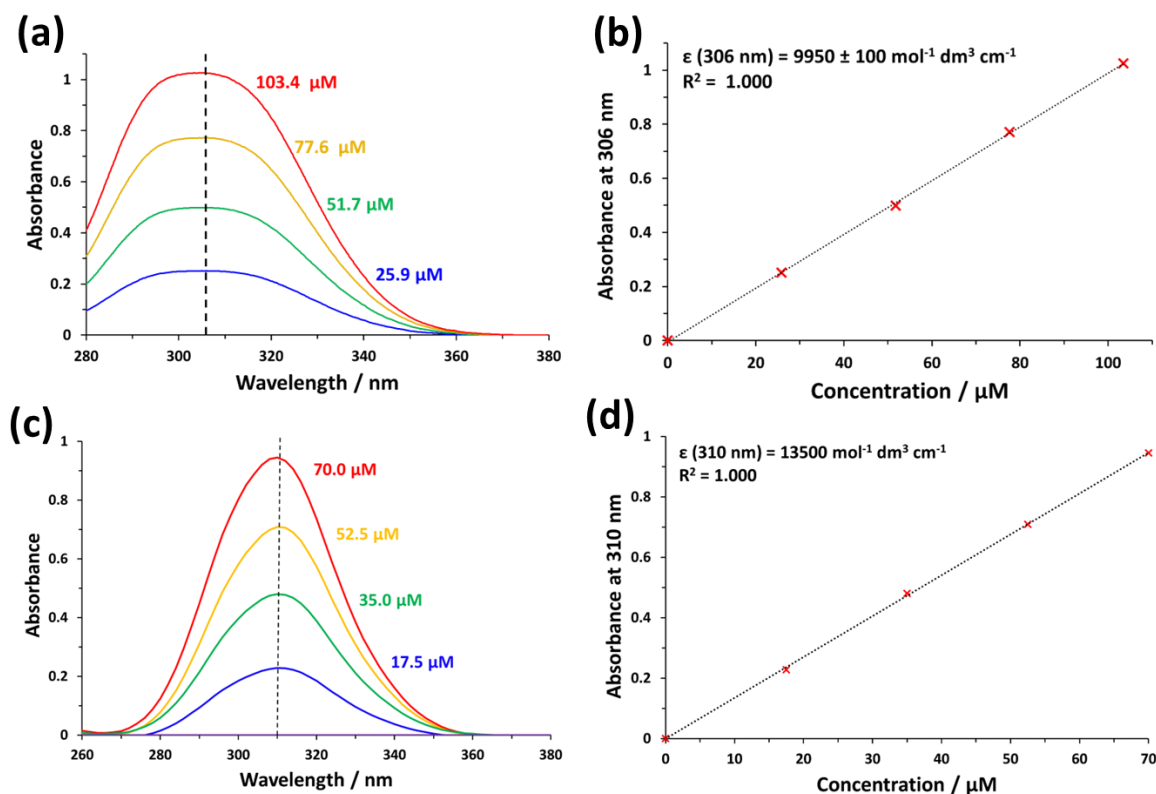 (a)
103.4 μM
77.6 μM
51.7 μM
25.9 μM
Absorbance
1
0.8
0.6
0.4
0.2
0
280 300 320 340 360 380
Wavelength / nm
(b)
ε (306 nm) = 9950 ± 100 mol⁻¹ dm³ cm⁻¹
R² = 1.000
Absorbance at 306 nm
1
0.8
0.6
0.4
0.2
0
0 20 40 60 80 100
Concentration / μM
(c)
70.0 μM
52.5 μM
35.0 μM
17.5 μM
Absorbance
1
0.8
0.6
0.4
0.2
0
260 280 300 320 340 360 380
Wavelength / nm
(d)
ε (310 nm) = 13500 mol⁻¹ dm³ cm⁻¹
R² = 1.000
Absorbance at 310 nm
1
0.8
0.6
0.4
0.2
0
0 10 20 30 40 50 60 70
Concentration / μM